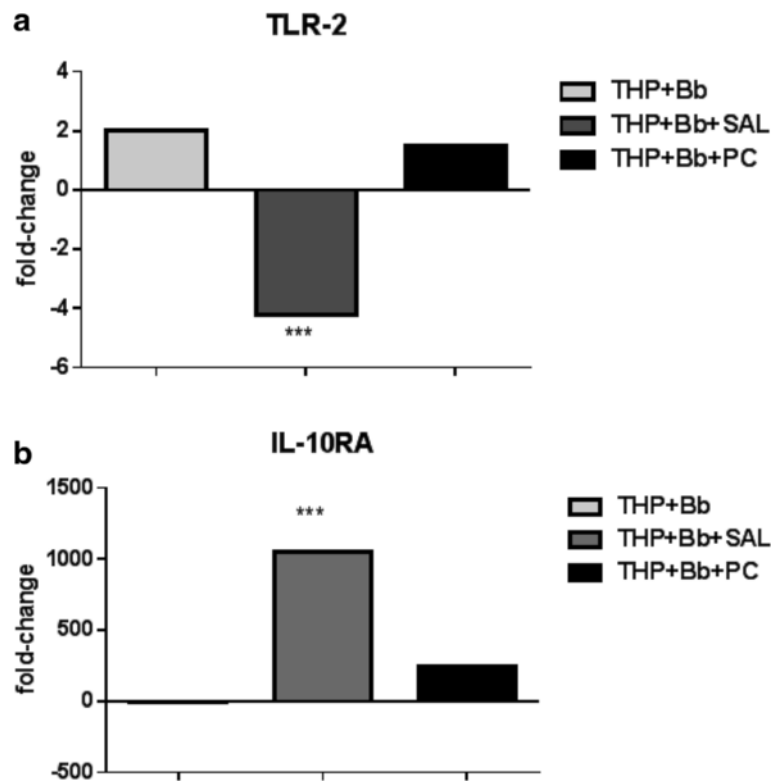 a
TLR-2
4
2
0
-2
-4
-6
fold-change
***
THP+Bb
THP+Bb+SAL
THP+Bb+PC
b
IL-10RA
1500
1000
500
0
-500
fold-change
***
THP+Bb
THP+Bb+SAL
THP+Bb+PC